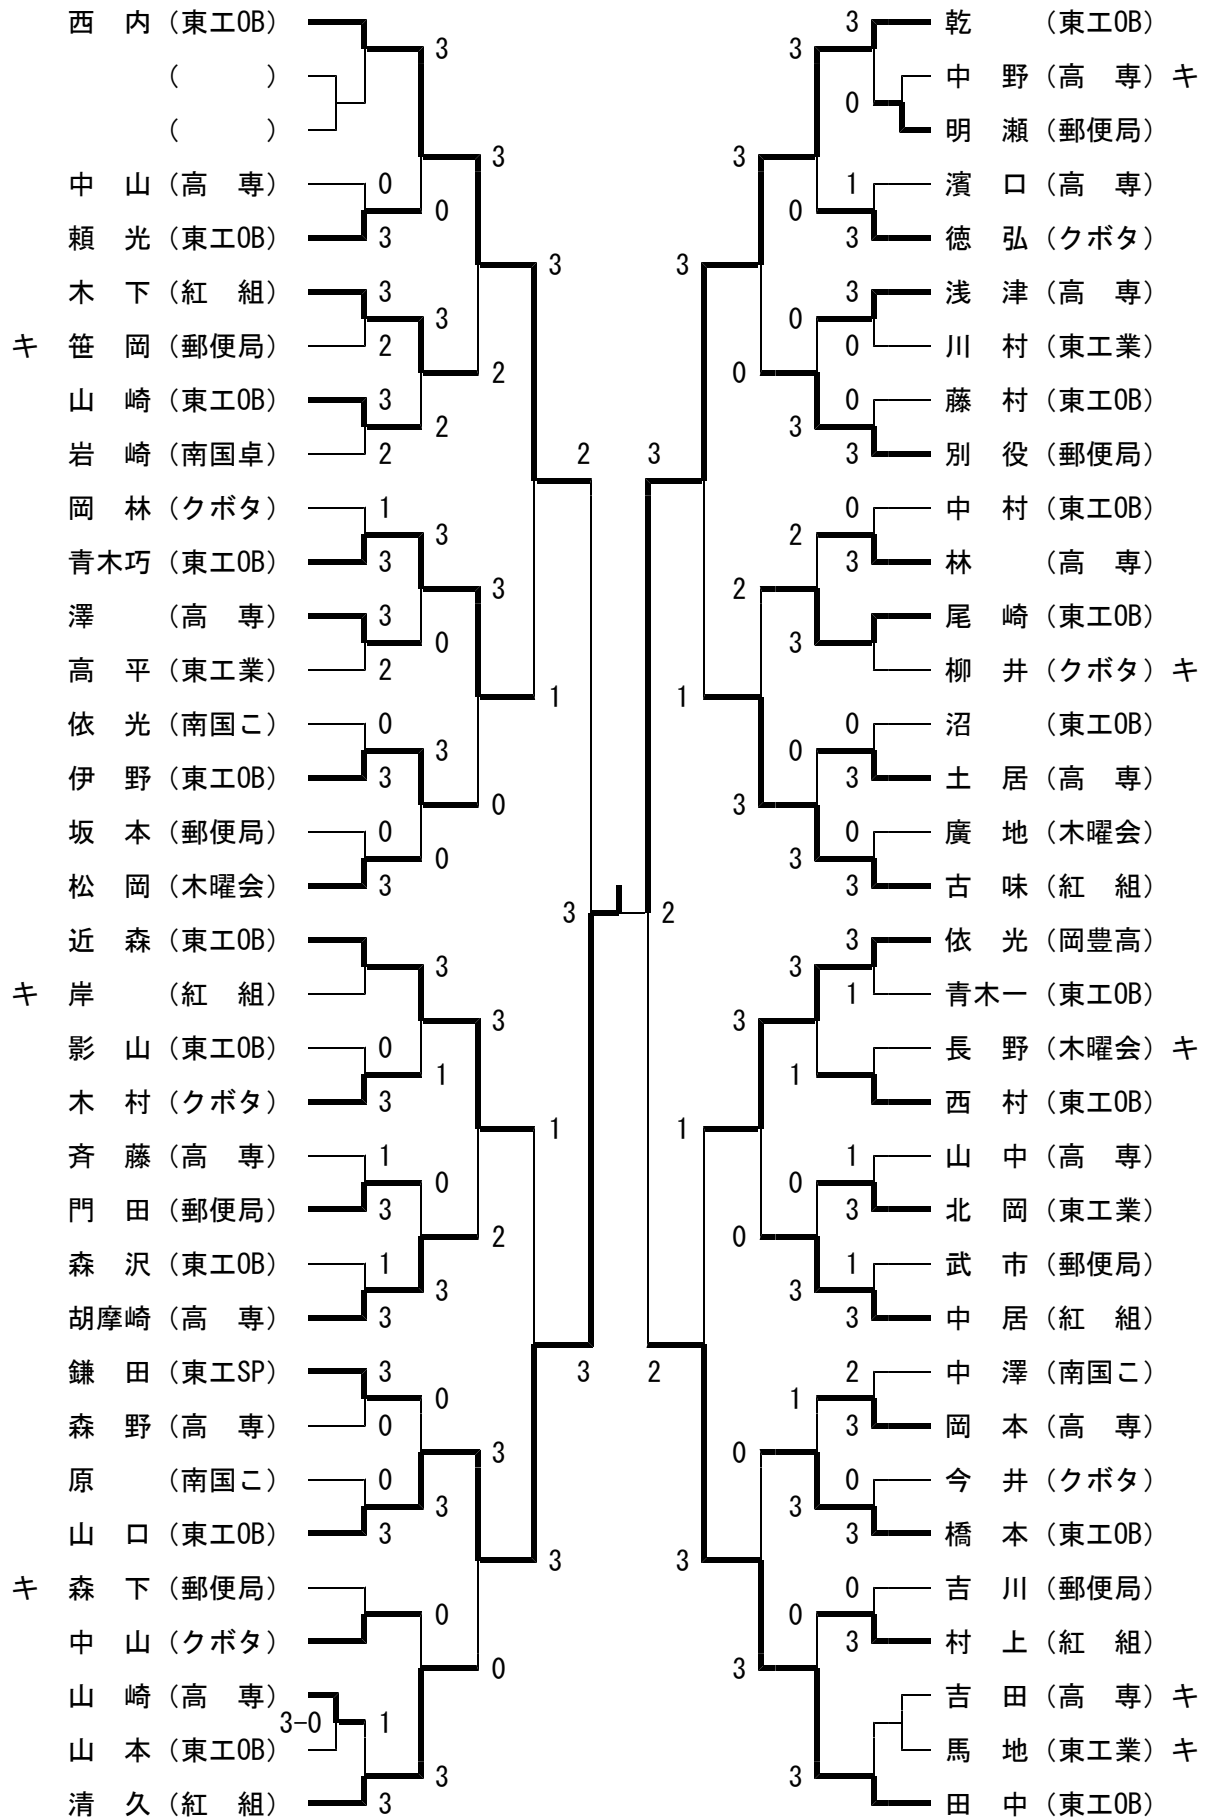 西　内（東工OB）
3
（　　　）
（　　　）
3
中　山（高　専） 0
0
頼　光（東工OB） 3
3
木　下（紅　組） 3
3
キ 笹　岡（郵便局） 2
2
山　崎（東工OB） 3
2
岩　崎（南国卓） 2
2
岡　林（クボタ） 1
3
青木巧（東工OB） 3
3
澤　　（高　専） 3
0
高　平（東工業） 2
1
依　光（南国こ） 0
3
伊　野（東工OB） 3
0
坂　本（郵便局） 0
0
松　岡（木曜会） 3
3
近　森（東工OB）
3
キ 岸　　（紅　組）
3
影　山（東工OB） 0
1
木　村（クボタ） 3
1
斉　藤（高　専） 1
0
門　田（郵便局） 3
2
森　沢（東工OB） 1
3
胡摩崎（高　専） 3
3
鎌　田（東工SP） 3
0
森　野（高　専） 0
3
原　　（南国こ） 0
3
山　口（東工OB） 3
3
キ 森　下（郵便局）
0
中　山（クボタ）
0
山　崎（高　専）
3-0 1
山　本（東工OB）
3
清　久（紅　組） 3
3 乾　　（東工OB）
3
中　野（高　専）キ
0
明　瀬（郵便局）
3
1 濱　口（高　専）
0
3 徳　弘（クボタ）
3
3 浅　津（高　専）
0
0 川　村（東工業）
0
0 藤　村（東工OB）
3
3 別　役（郵便局）
3
0 中　村（東工OB）
2
3 林　　（高　専）
2
尾　崎（東工OB）
3
柳　井（クボタ）キ
1
0 沼　　（東工OB）
0
3 土　居（高　専）
3
0 廣　地（木曜会）
3
3 古　味（紅　組）
2
3 依　光（岡豊高）
3
1 青木一（東工OB）
3
長　野（木曜会）キ
1
西　村（東工OB）
1
1 山　中（高　専）
0
3 北　岡（東工業）
0
1 武　市（郵便局）
3
3 中　居（紅　組）
2
2 中　澤（南国こ）
1
3 岡　本（高　専）
0
0 今　井（クボタ）
3
3 橋　本（東工OB）
3
0 吉　川（郵便局）
0
3 村　上（紅　組）
3
吉　田（高　専）キ
馬　地（東工業）キ
3
田　中（東工OB）